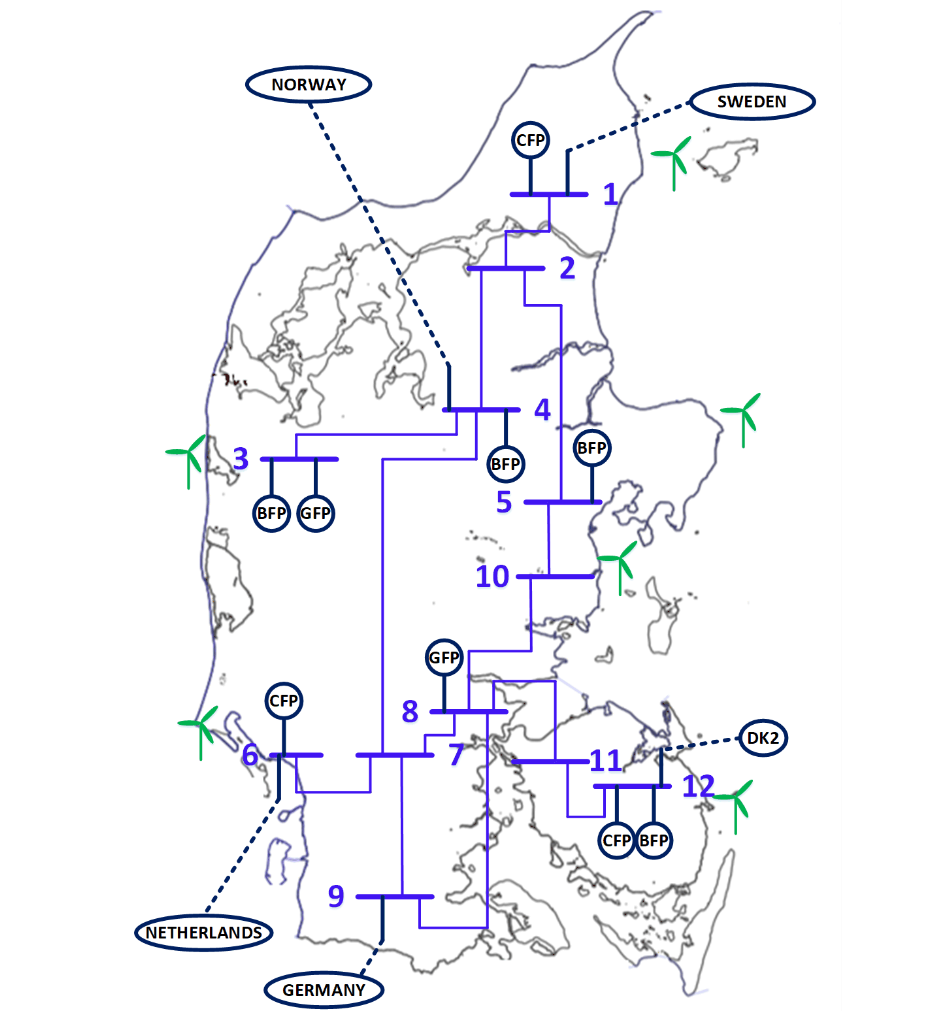 NORWAY
SWEDEN
CFP
1
2
4
BFP
BFP
3
5
BFP
GFP
10
GFP
CFP
8
DK2
6
7
11
12
CFP
BFP
9
NETHERLANDS
GERMANY